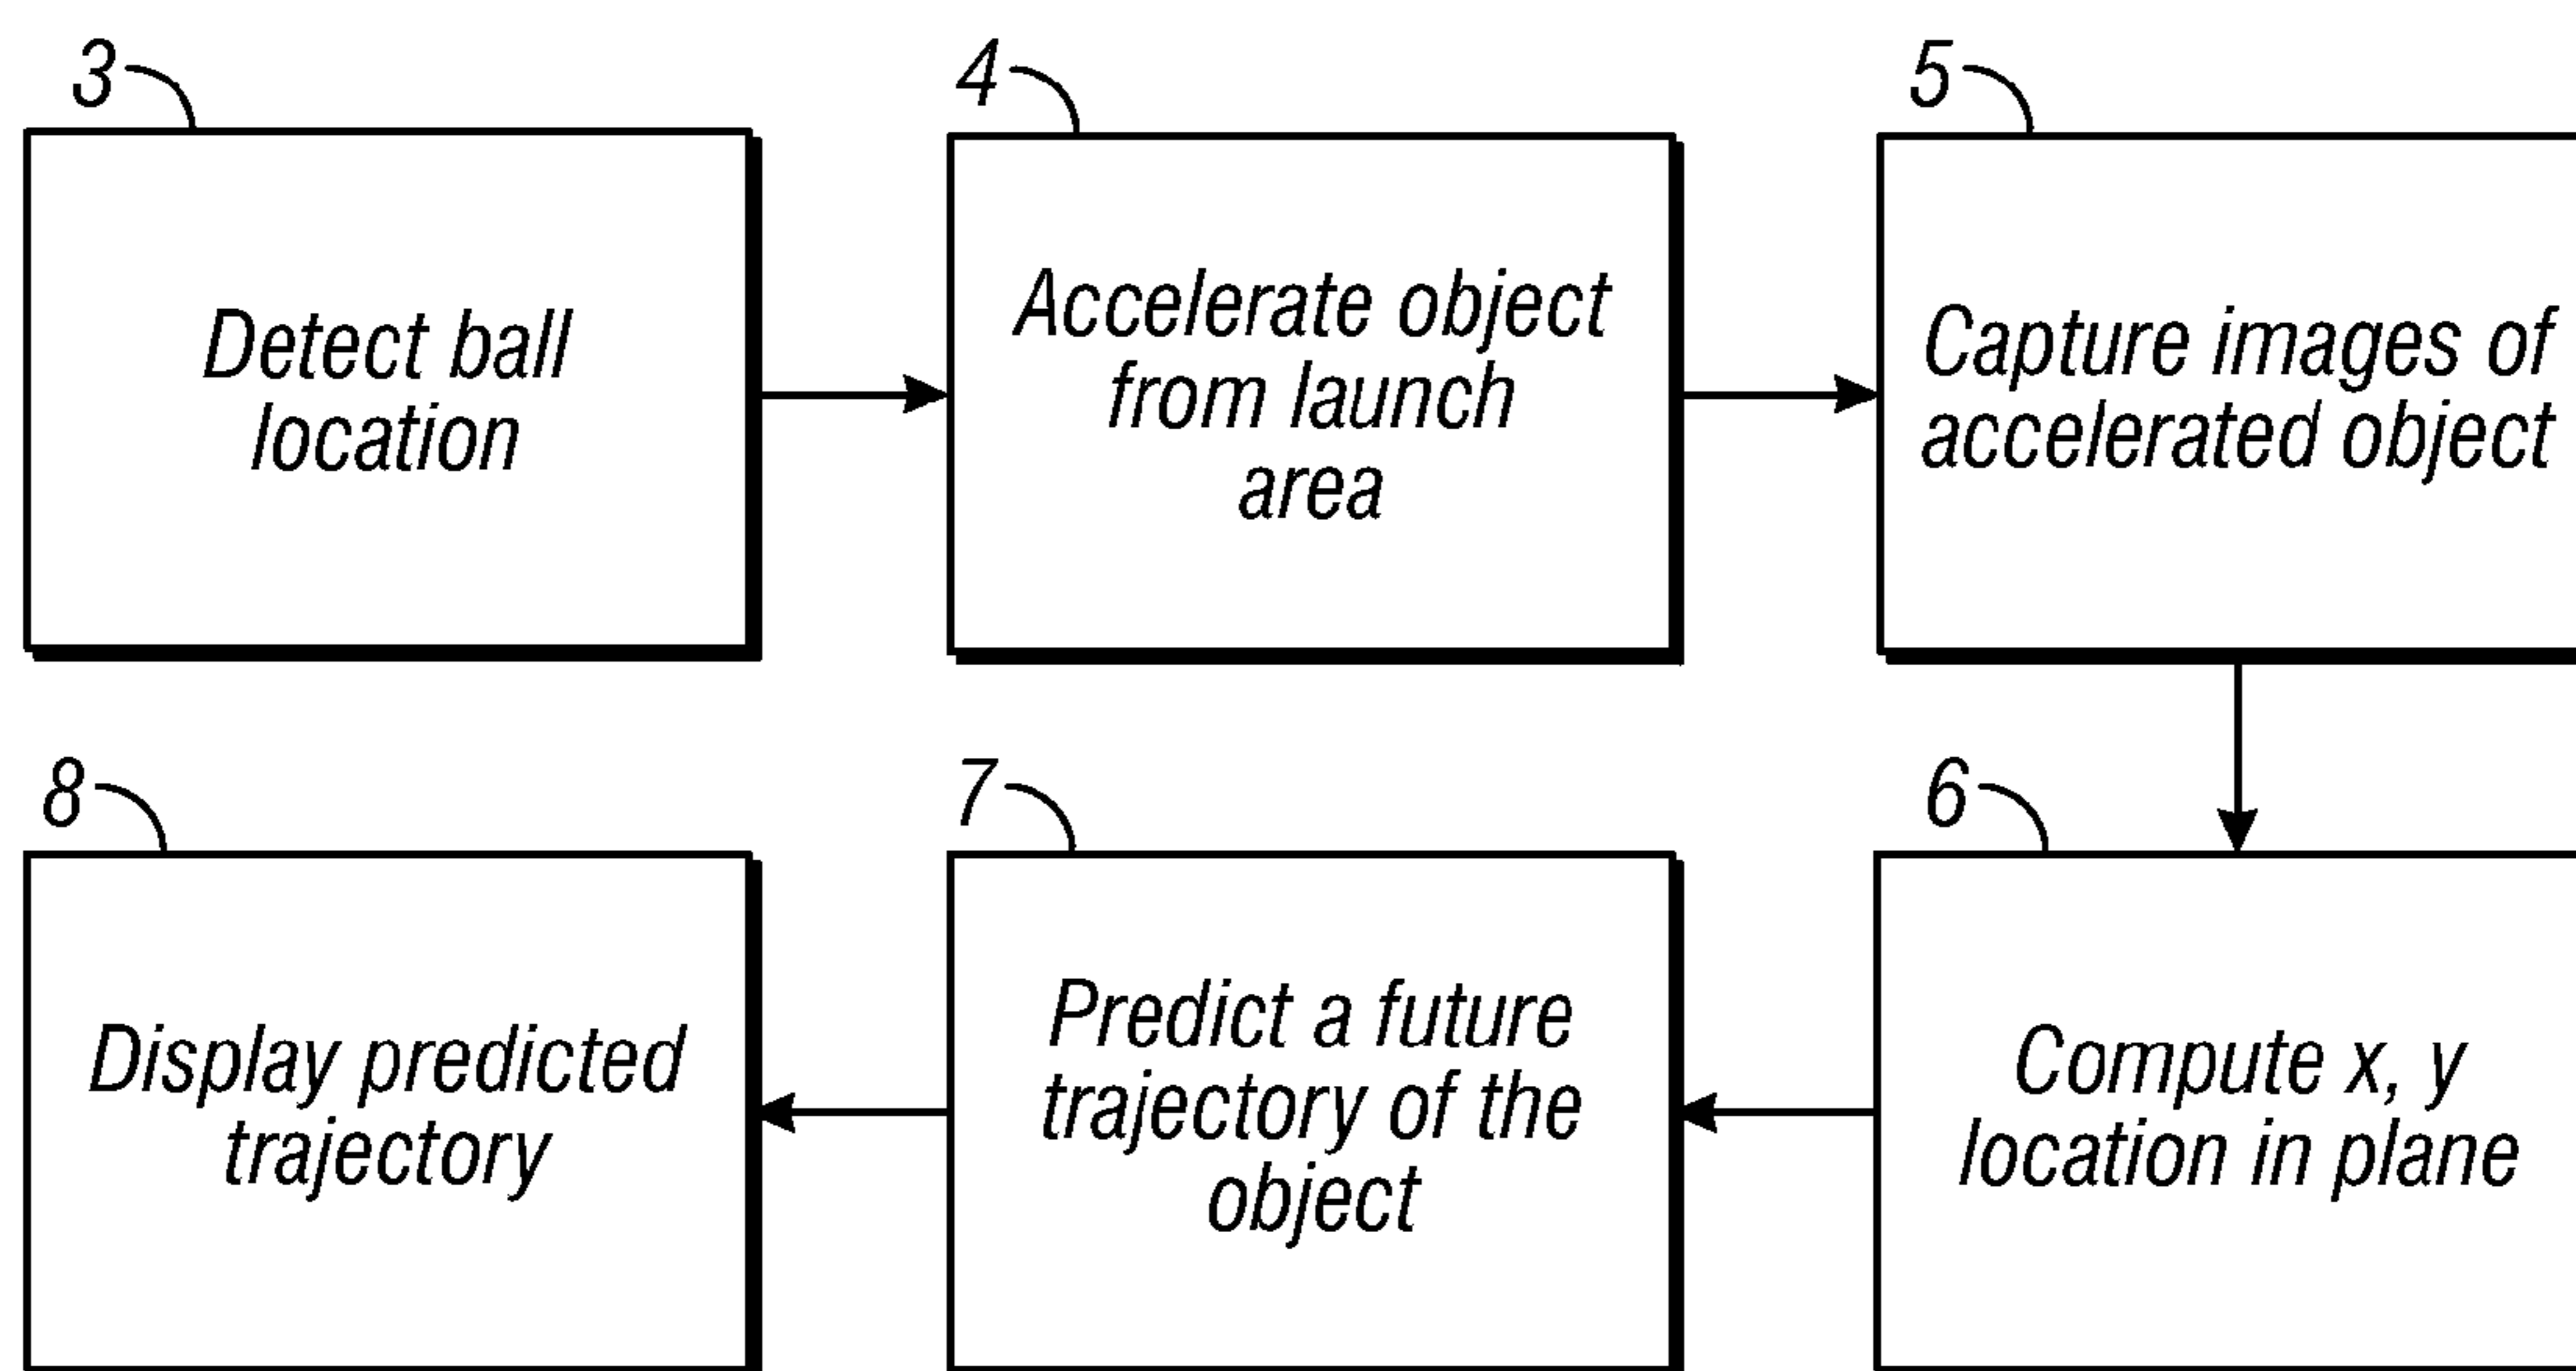 3
Detect ball
location
4
Accelerate object
from launch
area
5
Capture images of
accelerated object
6
Compute x, y
location in plane
7
Predict a future
trajectory of the
object
8
Display predicted
trajectory